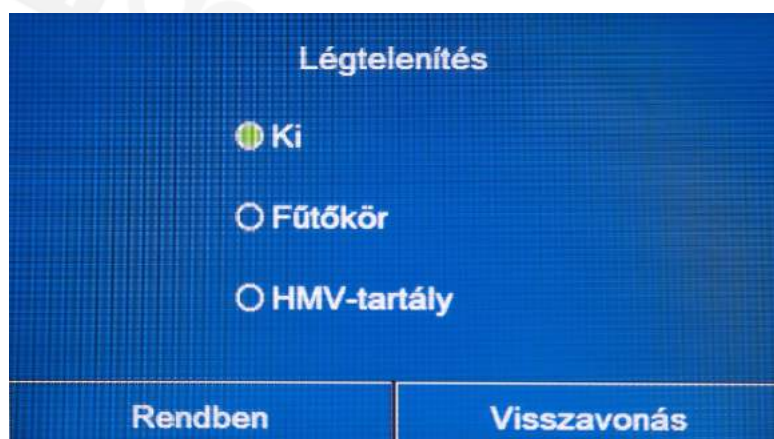 Légtelenítés
Ki
Fűtőkör
HMV-tartály
Rendben
Visszavonás